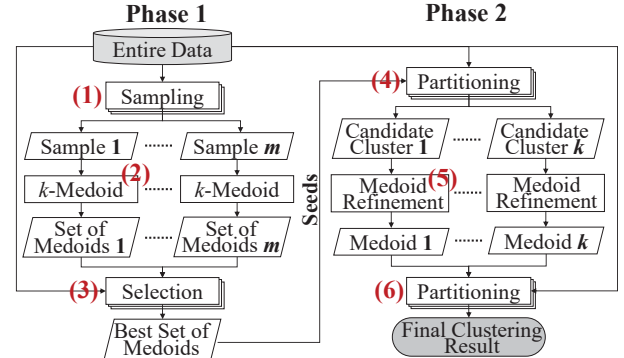 Phase 1
Entire Data
(1) Sampling
Sample 1 ...... Sample m
(2)
k-Medoid ...... k-Medoid
Set of Medoids 1 ...... Set of Medoids m
(3) Selection
Best Set of
Medoids
Seeds
Phase 2
(4) Partitioning
Candidate Cluster 1 ...... Candidate Cluster k
(5)
Medoid Refinement ...... Medoid Refinement
Medoid 1 ...... Medoid k
(6) Partitioning
Final Clustering
Result